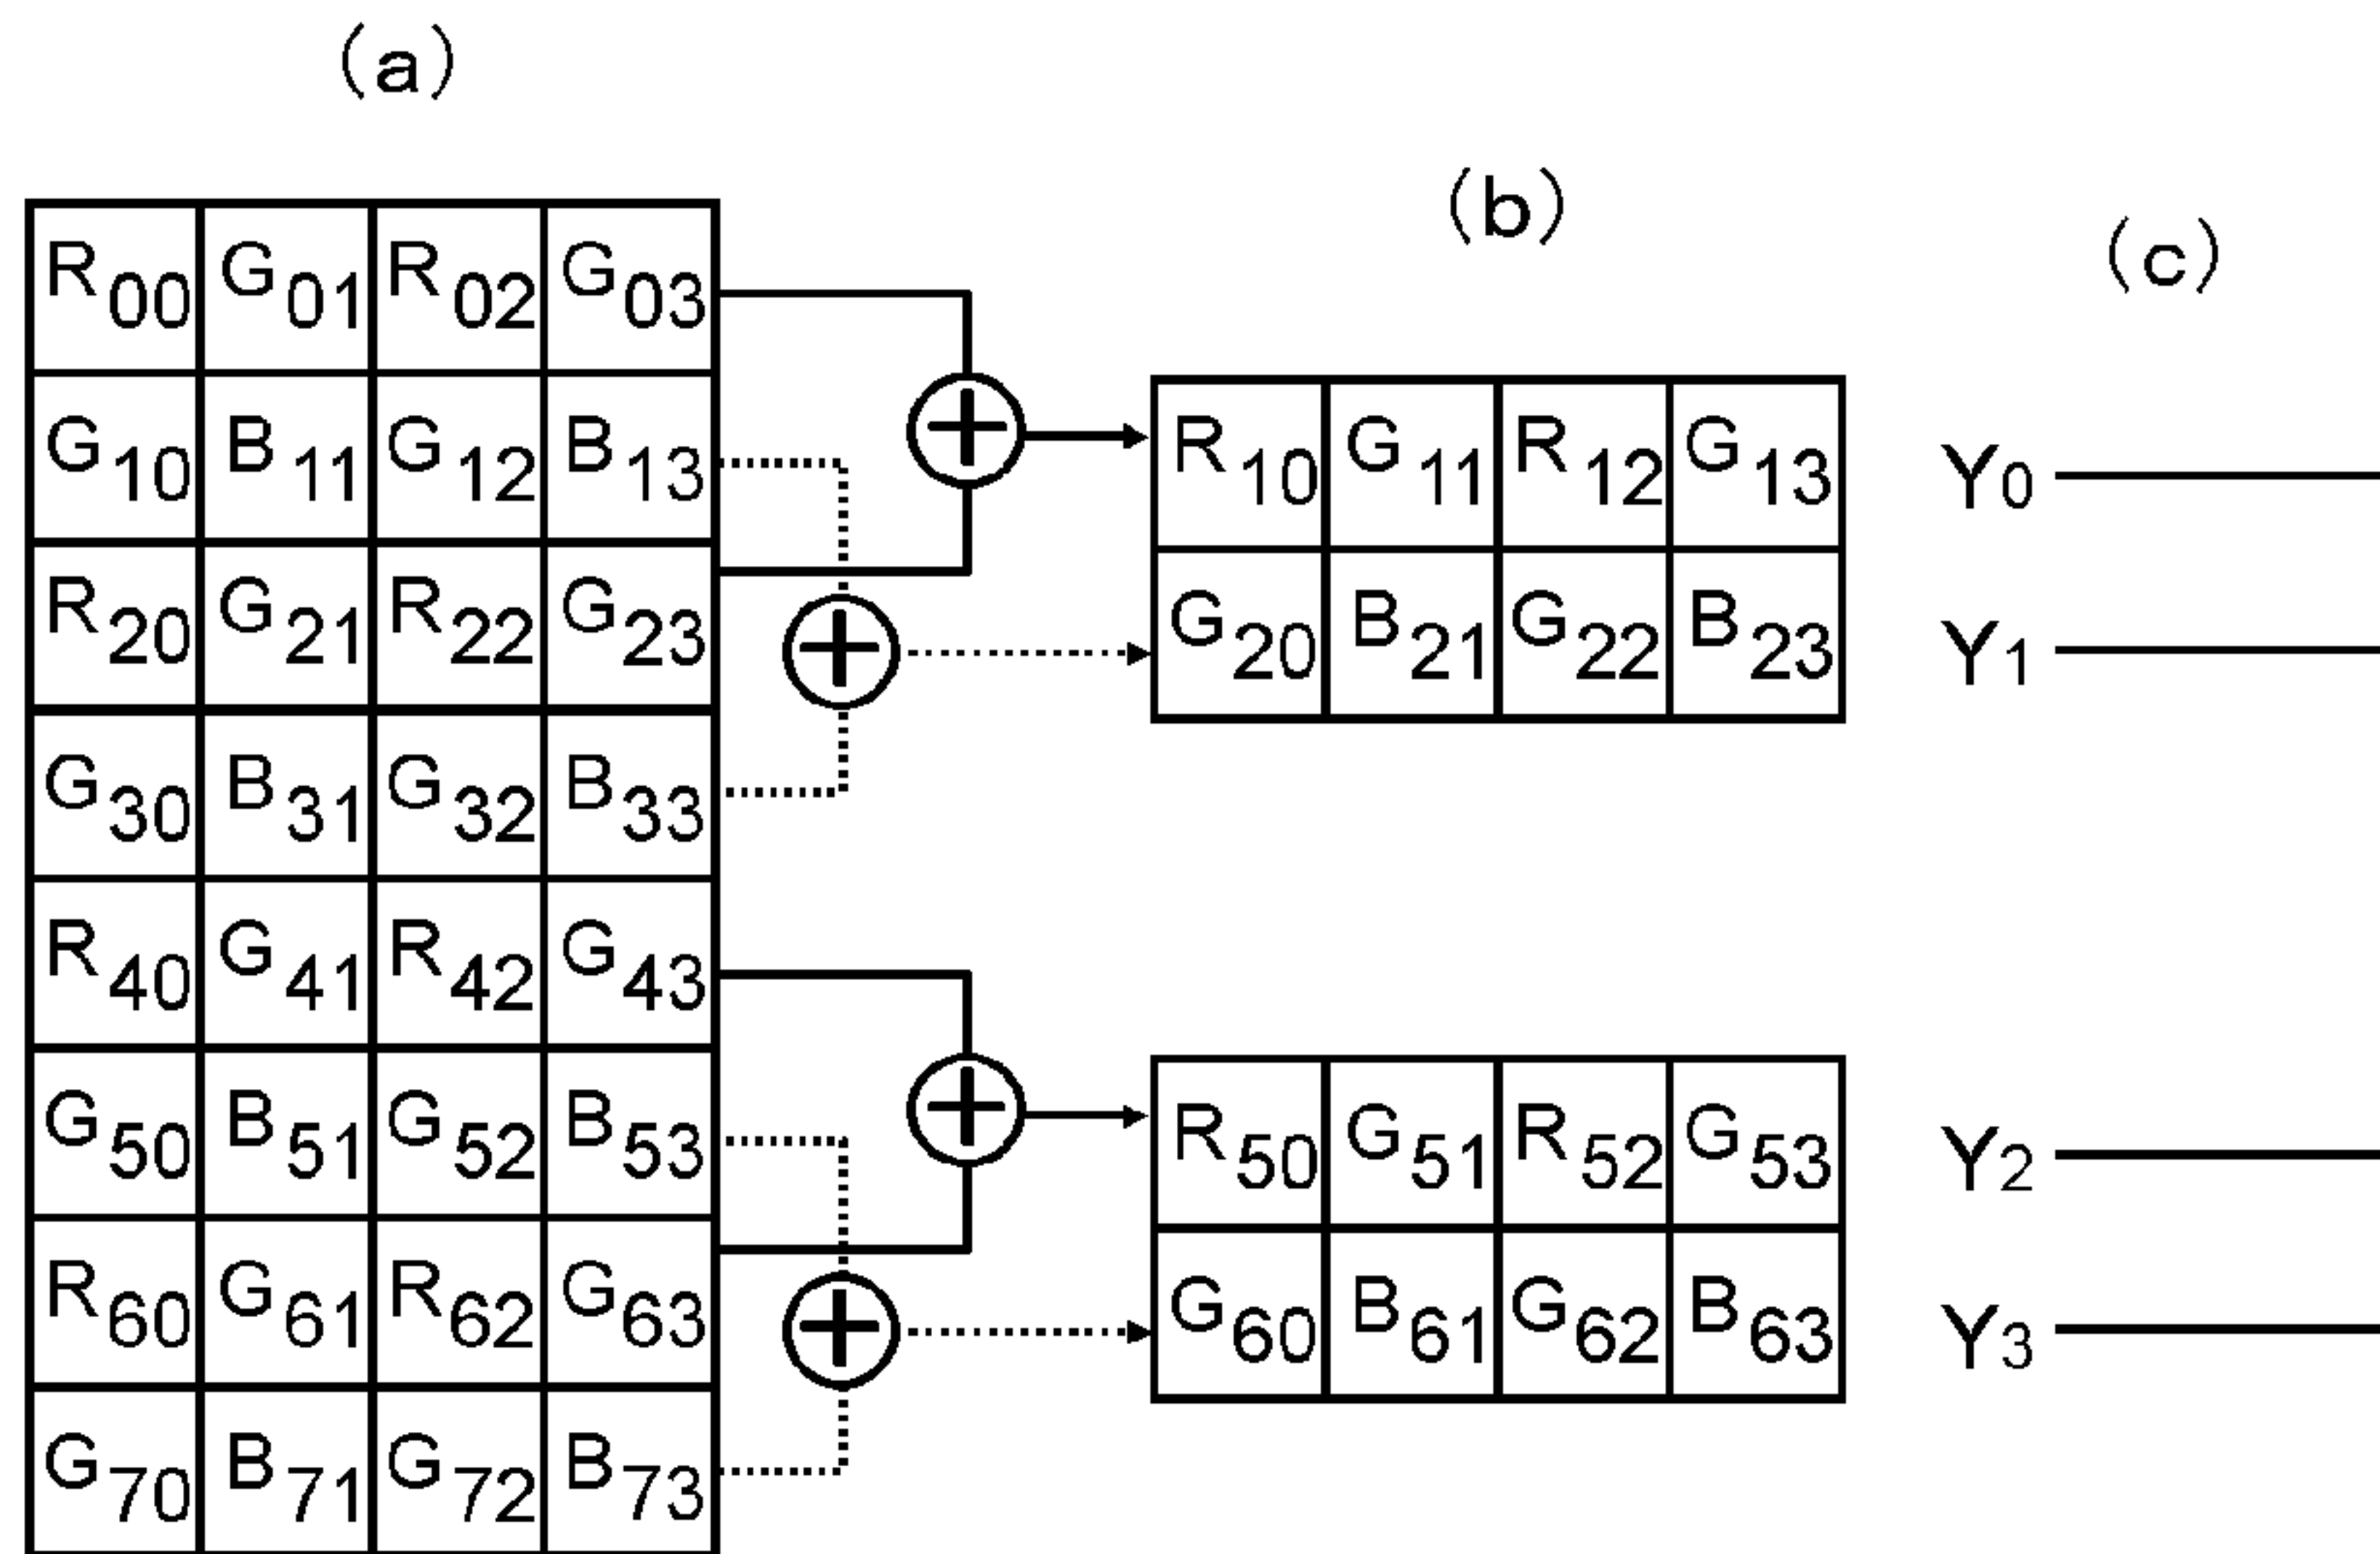 (a)
(b)
(c)
R00 G01 R02 G03
G10 B11 G12 B13
R20 G21 R22 G23
G30 B31 G32 B33
R40 G41 R42 G43
G50 B51 G52 B53
R60 G61 R62 G63
G70 B71 G72 B73
R10 G11 R12 G13
G20 B21 G22 B23
R50 G51 R52 G53
G60 B61 G62 B63
Y0
Y1
Y2
Y3